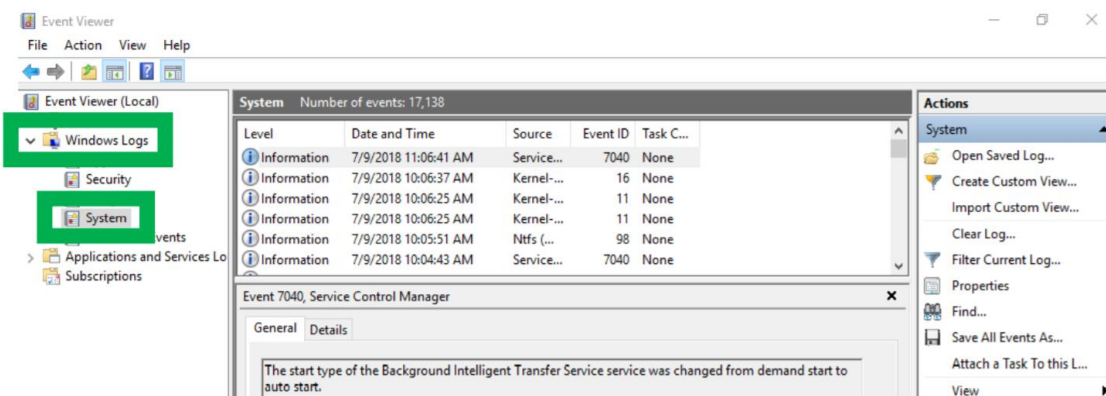 Event Viewer
File Action View Help
Event Viewer (Local)
Windows Logs
Security
System
vents
Applications and Services Lo
Subscriptions
System Number of events: 17,138
Level Date and Time Source Event ID Task C...
Information 7/9/2018 11:06:41 AM Service... 7040 None
Information 7/9/2018 10:06:37 AM Kernel-... 16 None
Information 7/9/2018 10:06:25 AM Kernel-... 11 None
Information 7/9/2018 10:06:25 AM Kernel-... 11 None
Information 7/9/2018 10:05:51 AM Ntfs (... 98 None
Information 7/9/2018 10:04:43 AM Service... 7040 None
Event 7040, Service Control Manager
General Details
The start type of the Background Intelligent Transfer Service service was changed from demand start to
auto start.
Actions
System
Open Saved Log...
Create Custom View...
Import Custom View...
Clear Log...
Filter Current Log...
Properties
Find...
Save All Events As...
Attach a Task To this L...
View